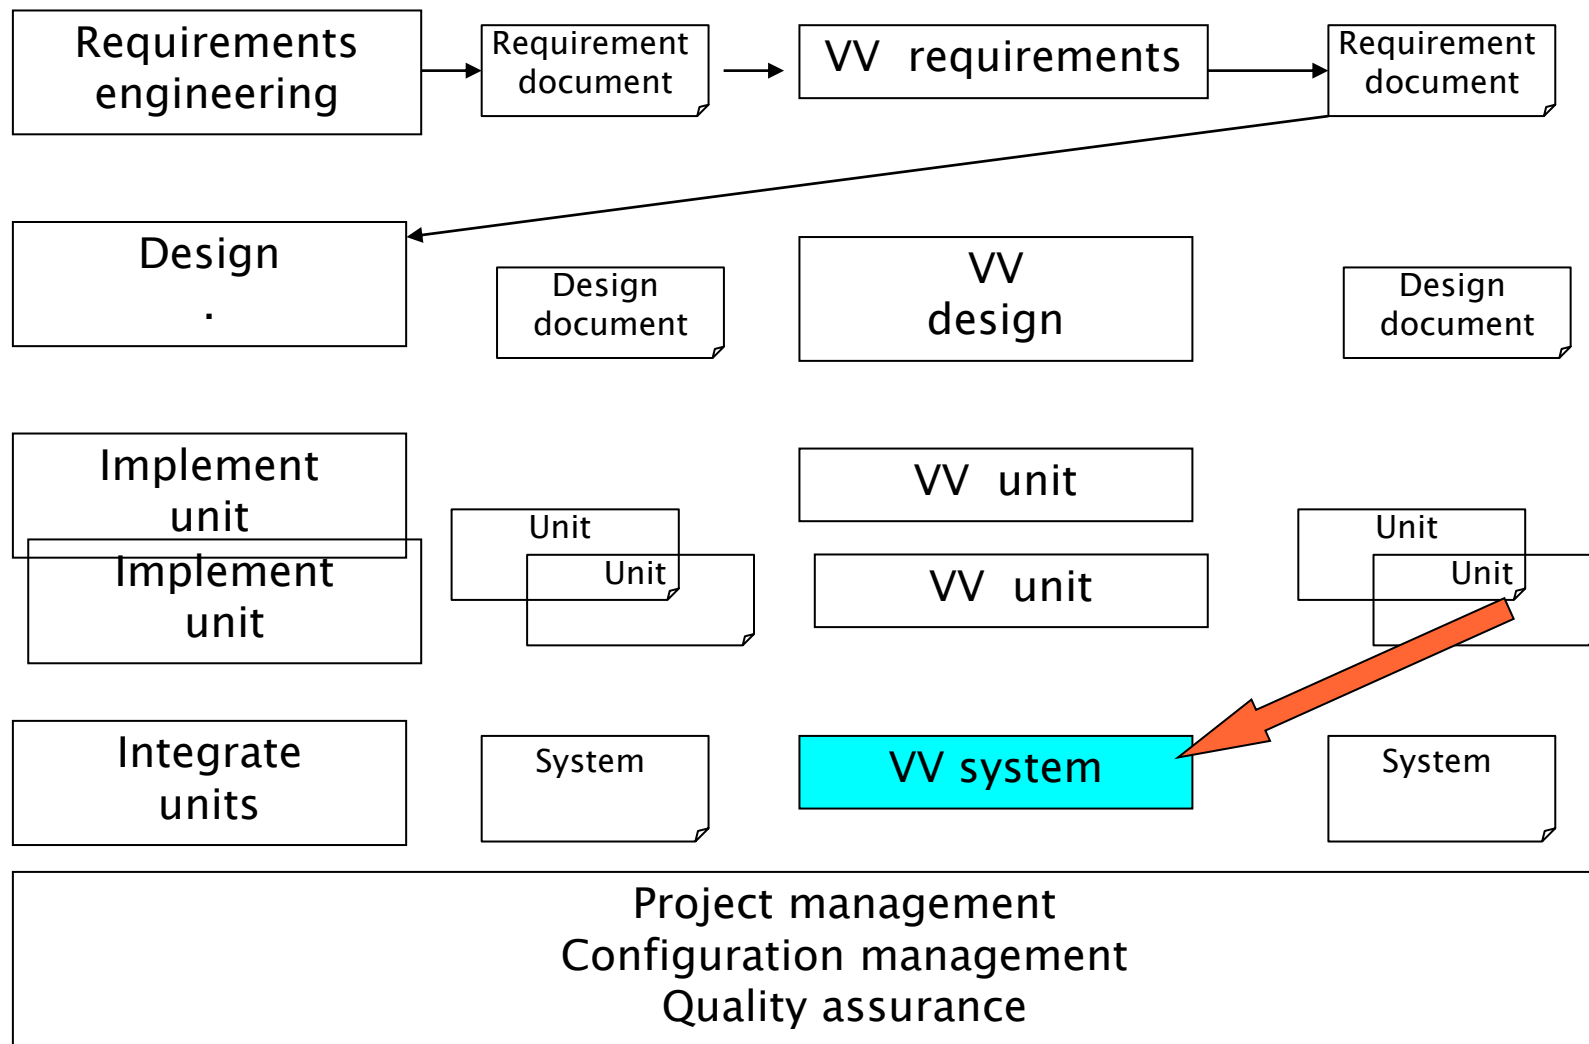 Requirements
engineering
Requirement
document
VV requirements
Requirement
document
Design
.
Design
document
VV
design
Design
document
Implement
unit
Implement
unit
Unit
Unit
VV unit
VV unit
Unit
Unit
Integrate
units
System
VV system
System
Project management
Configuration management
Quality assurance